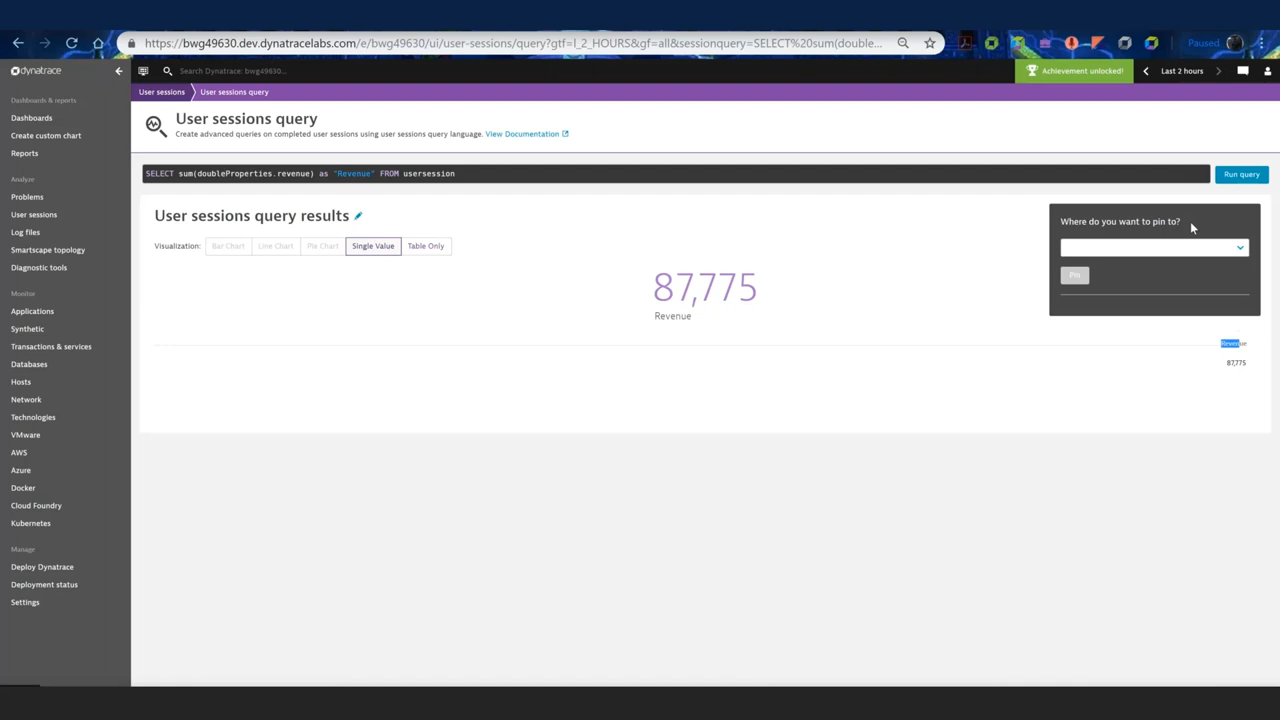 https://bwg49630.dev.dynatracelabs.com/e/bwg49630/ui/user-sessions/query?gtf=l_2_HOURS&gf=all&sessionquery=SELECT%20sum(double...
Paused
dynatrace
Search Dynatrace: bwg49630...
Achievement unlocked!
Last 2 hours
User sessions
User sessions query
Dashboards & reports
Dashboards
Create custom chart
Reports
Analyze
Problems
User sessions
Log files
Smartscape topology
Diagnostic tools
Monitor
Applications
Synthetic
Transactions & services
Databases
Hosts
Network
Technologies
VMware
AWS
Azure
Docker
Cloud Foundry
Kubernetes
Manage
Deploy Dynatrace
Deployment status
Settings
User sessions query
Create advanced queries on completed user sessions using user sessions query language. View Documentation
SELECT sum(doubleProperties.revenue) as "Revenue" FROM usersession
Run query
User sessions query results
Visualization: Bar Chart Line Chart Pie Chart Single Value Table Only
87,775
Revenue
Where do you want to pin to?
Pin
Revenue
87,775